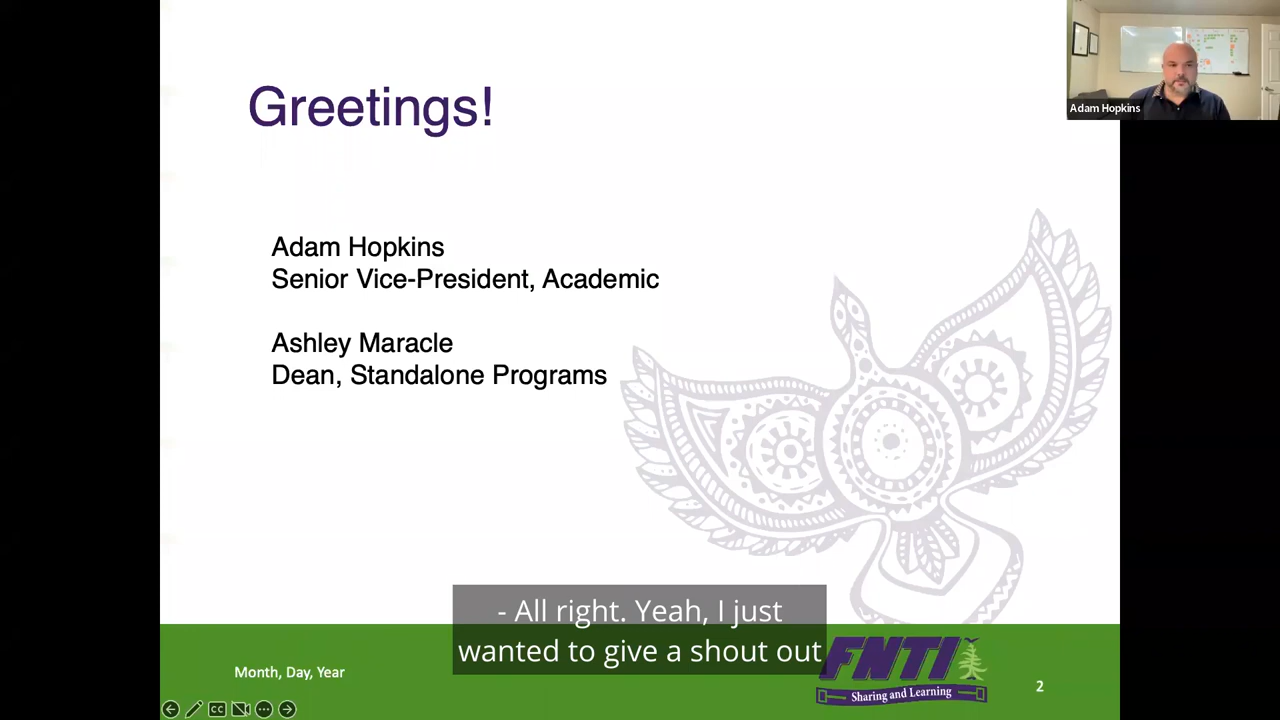 Greetings!
Adam Hopkins
Adam Hopkins
Senior Vice-President, Academic
Ashley Maracle
Dean, Standalone Programs
- All right. Yeah, I just
wanted to give a shout out
Month, Day, Year
FNTI
Sharing and Learning
2
CC